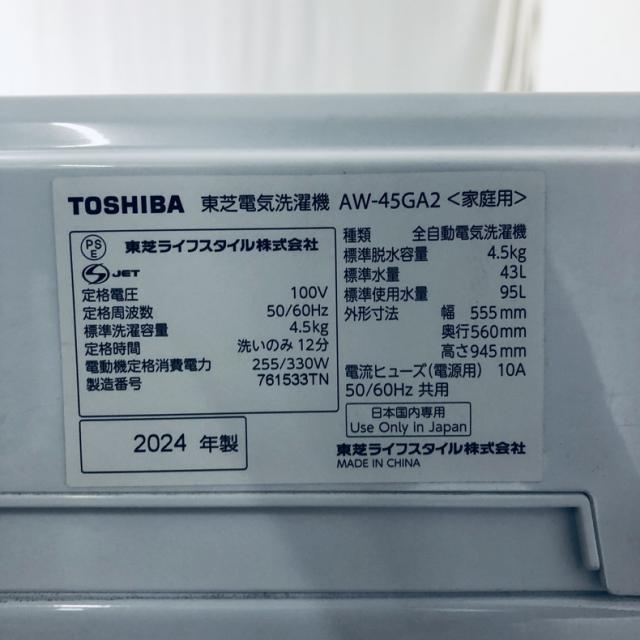 TOSHIBA 東芝電気洗濯機 AW-45GA2 <家庭用>
PS
E
東芝ライフスタイル株式会社
S JET
定格電圧 100V
定格周波数 50/60Hz
標準洗濯容量 4.5kg
定格時間 洗いのみ 12分
電動機定格消費電力 255/330W
製造番号 761533TN
2024 年製
種類 全自動電気洗濯機
標準脱水容量 4.5kg
標準水量 43L
標準使用水量 95L
外形寸法 幅 555mm
奥行560mm
高さ945mm
電流ヒューズ(電源用) 10A
50/60Hz 共用
日本国内専用
Use Only in Japan
東芝ライフスタイル株式会社
MADE IN CHINA